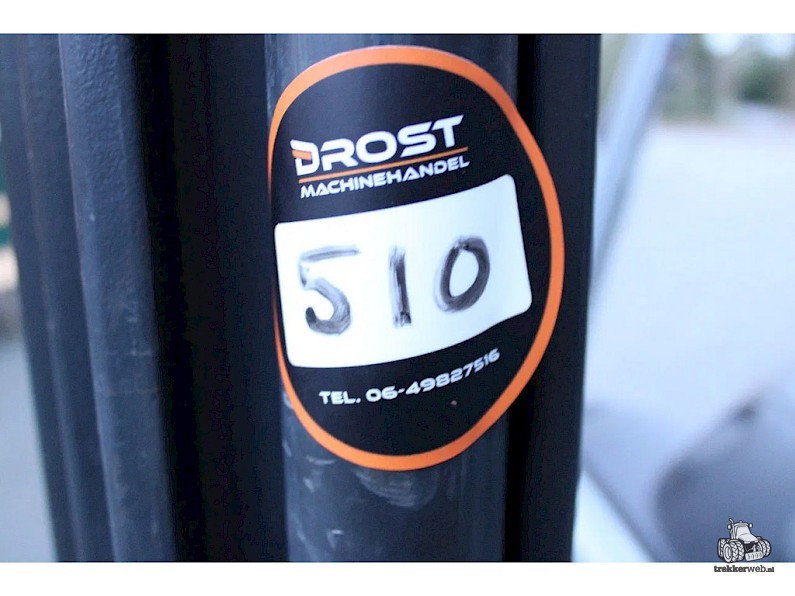 DROST
MACHINEHANDEL
510
TEL. 06-49827516
trekkerweb.nl